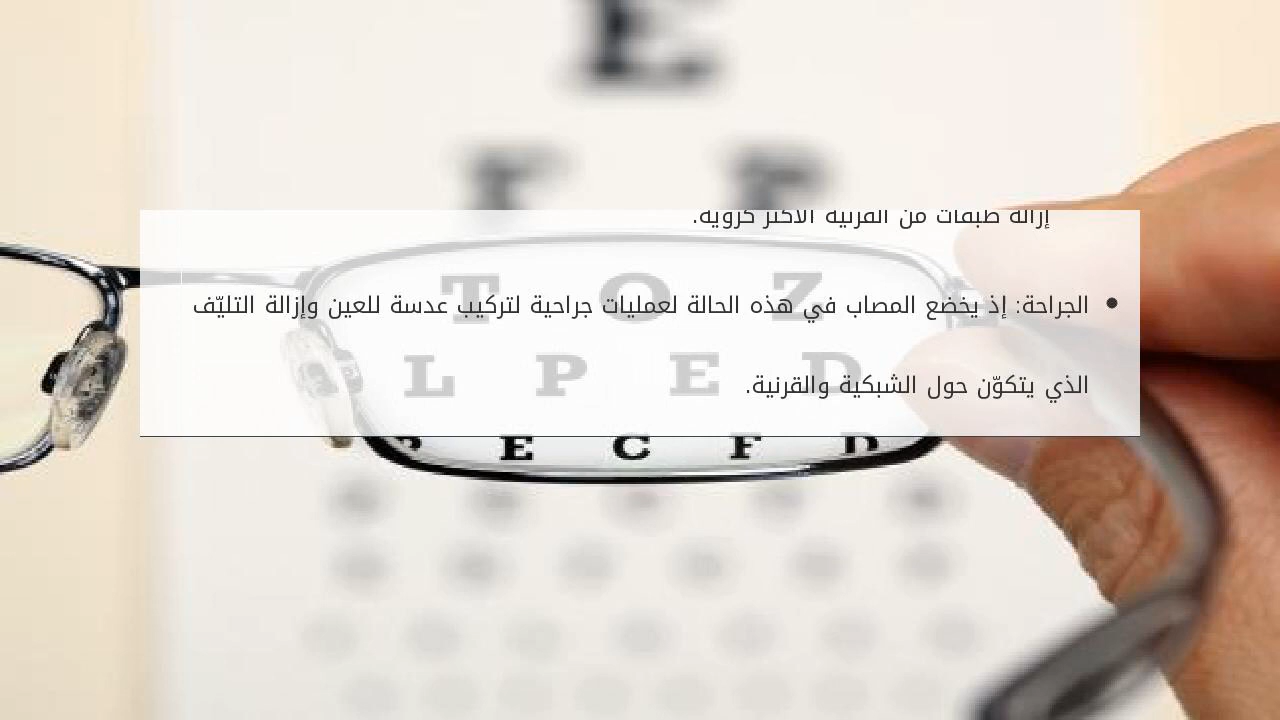 E
F P
إزالة طبقات من القرنية الأكثر كروية.
T O Z
الجراحة: إذ يخضع المصاب في هذه الحالة لعمليات جراحية لتركيب عدسة للعين وإزالة التليّف
L P E D
الذي يتكوّن حول الشبكية والقرنية.
P E C F D